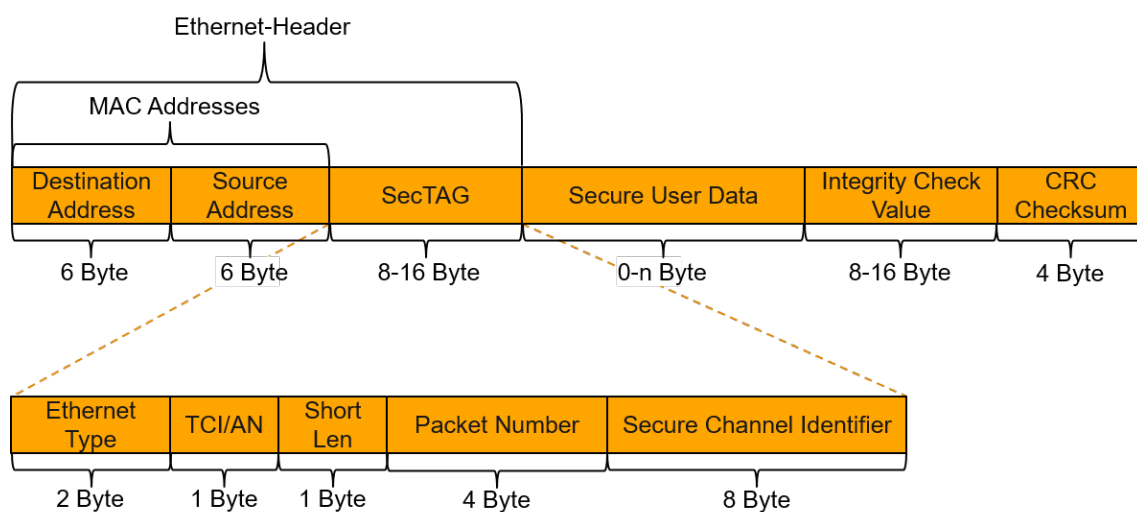 Ethernet-Header
MAC Addresses
Destination Address
Source Address
SecTAG
Secure User Data
Integrity Check Value
CRC Checksum
6 Byte
6 Byte
8-16 Byte
0-n Byte
8-16 Byte
4 Byte
Ethernet Type
TCI/AN
Short Len
Packet Number
Secure Channel Identifier
2 Byte
1 Byte
1 Byte
4 Byte
8 Byte